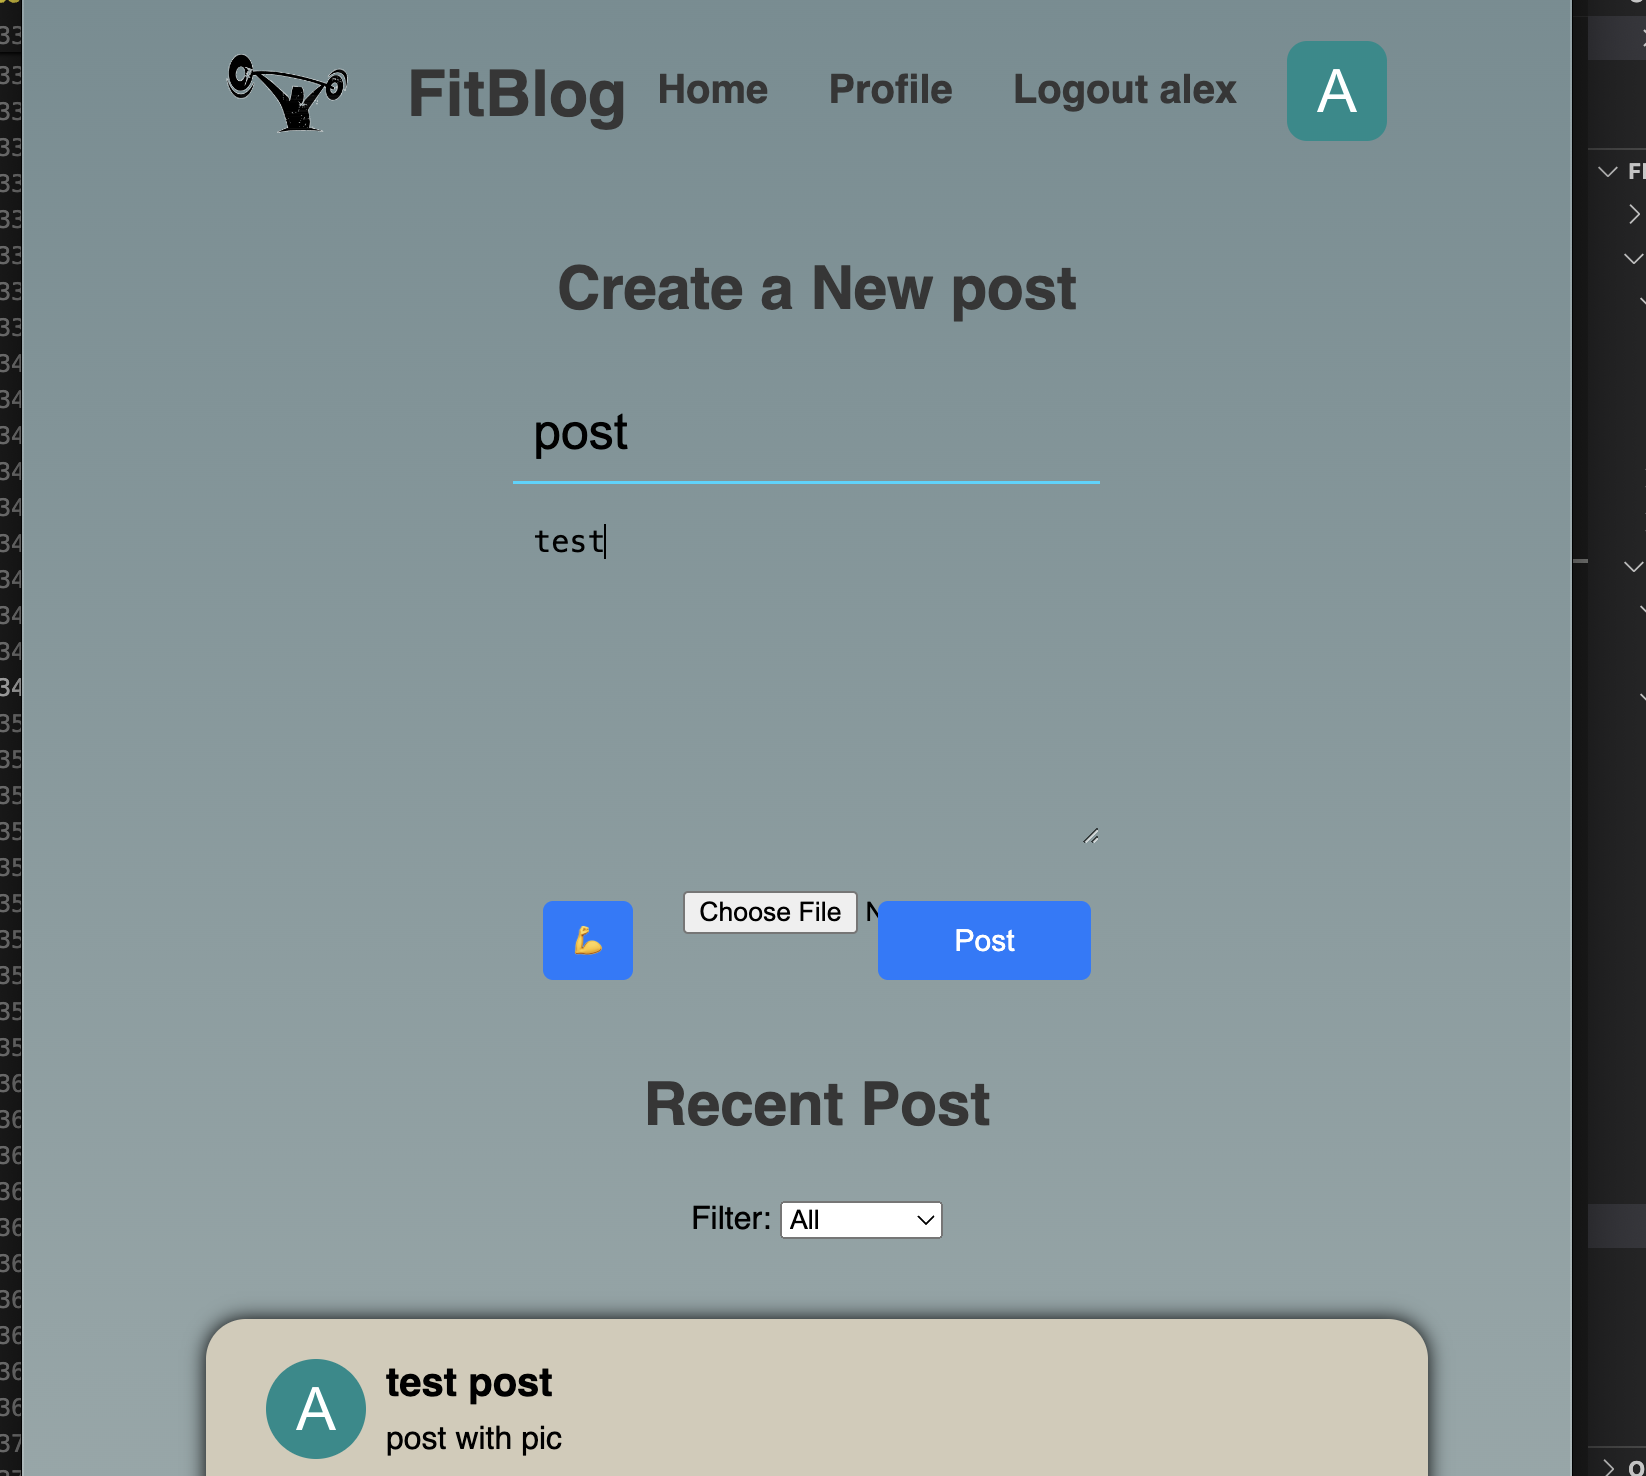 FitBlog Home Profile Logout alex A
Create a New post
post
test
Choose File
💪 Post
Recent Post
Filter: All
A test post
post with pic